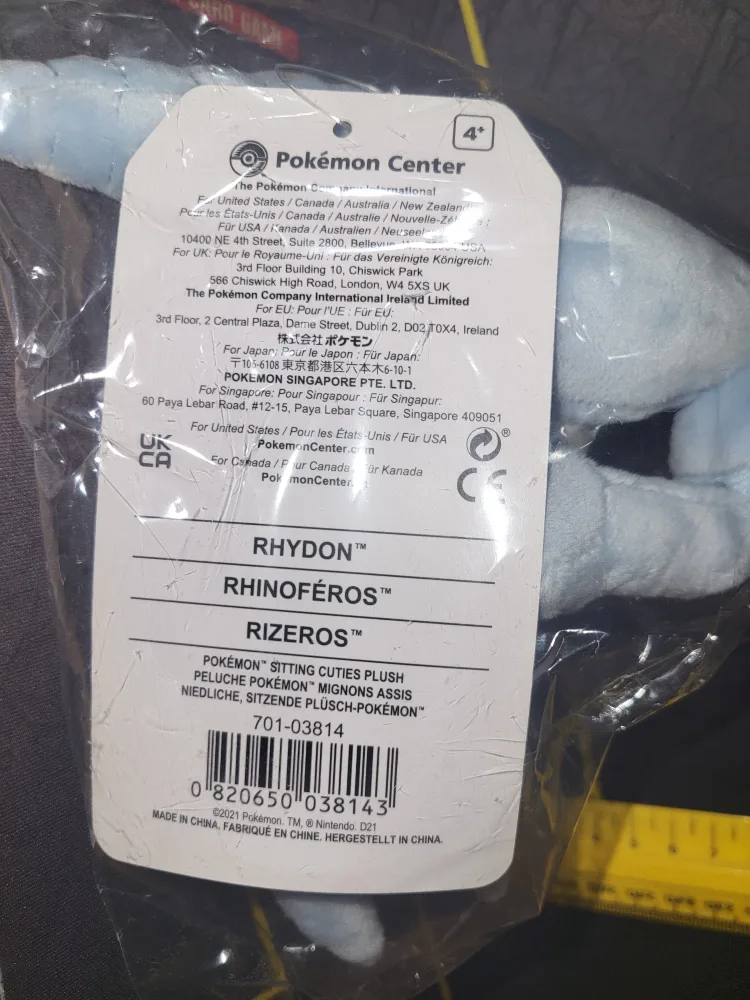 4+
Pokémon Center
The Pokémon Company International
For United States / Canada / Australia / New Zealand
Pour les États-Unis / Canada / Australie / Nouvelle-
Für USA / Kanada / Australien /
10400 NE 4th Street, Suite 2800, Bellevue, USA
For UK: Pour le Royaume-Uni : Für das Vereinigte Königreich:
3rd Floor Building 10, Chiswick Park
566 Chiswick High Road, London, W4 5XS UK
The Pokémon Company International Ireland Limited
For EU: Pour l'UE : Für EU:
3rd Floor, 2 Central Plaza, Dame Street, Dublin 2, D02 T0X4, Ireland
株式会社ポケモン
For Japan: Pour le Japon : Für Japan:
〒105-6108 東京都港区六本木6-10-1
POKÉMON SINGAPORE PTE. LTD.
For Singapore: Pour Singapour : Für Singapur:
60 Paya Lebar Road, #12-15, Paya Lebar Square, Singapore 409051
For United States / Pour les États-Unis / Für USA
PokemonCenter.com
For Canada / Pour Canada / Für Kanada
PokemonCenter.
UK
CA
®
CE
RHYDON™
RHINOFÉROS™
RIZEROS™
POKÉMON™ SITTING CUTIES PLUSH
PELUCHE POKÉMON™ MIGNONS ASSIS
NIEDLICHE, SITZENDE PLÜSCH-POKÉMON™
701-03814
0 820650 038143
©2021 Pokémon. TM, ® Nintendo. D21
MADE IN CHINA. FABRIQUÉ EN CHINE. HERGESTELLT IN CHINA.